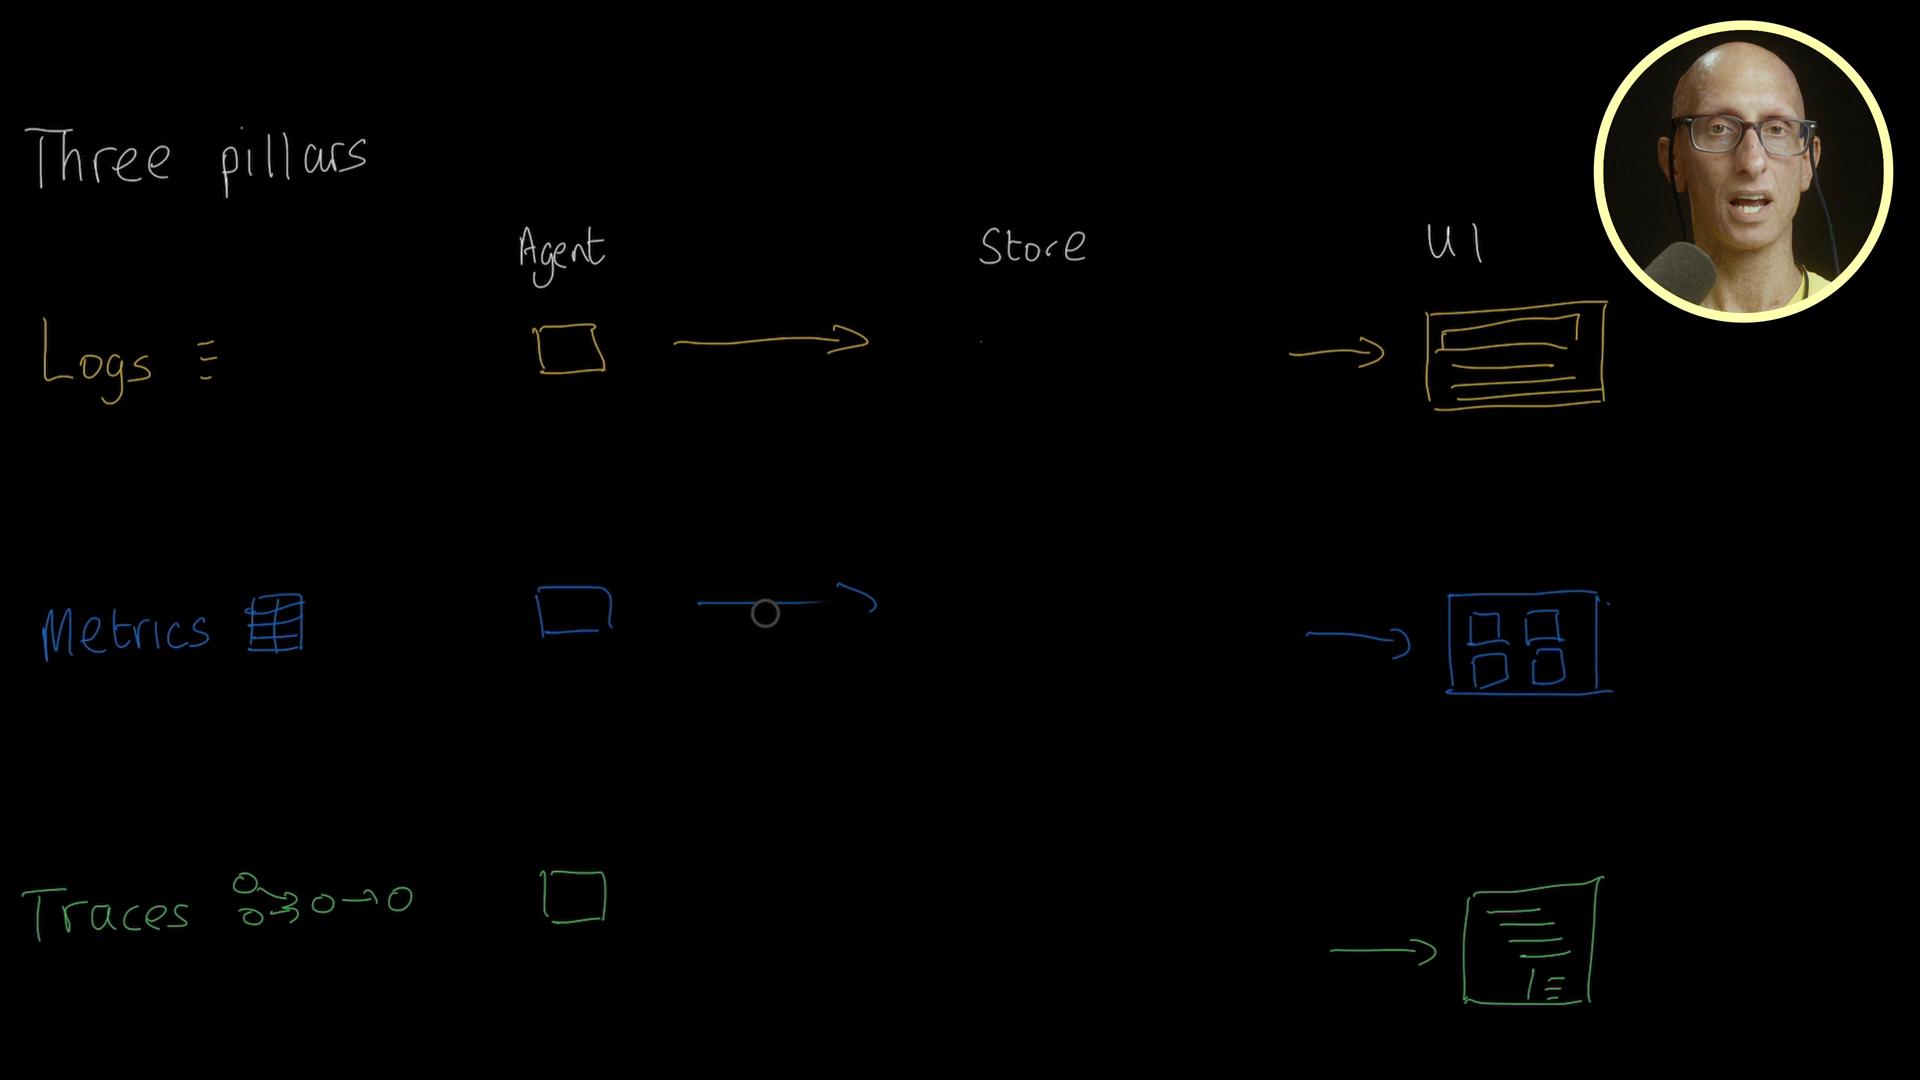 Three pillars
Agent Store UI
Logs
Metrics
Traces